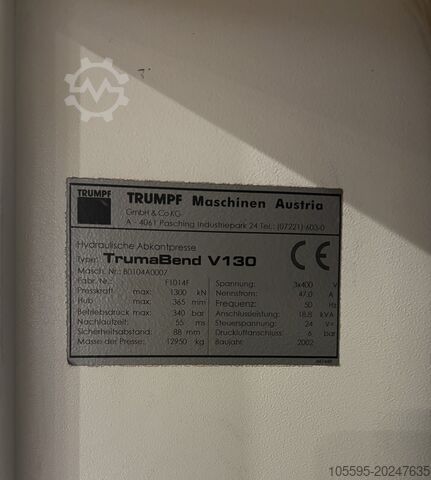 TRUMPF
TRUMPF Maschinen Austria
GmbH & Co KG
A - 4061 Pasching Industriepark 24 Tel.: (07221) 603-0
Hydraulische Abkantpresse
Type: TrumaBend V130
CE
Masch. Nr.: B0104A0007
Fabr. Nr.: F1014F
Presskraft max: 1300 kN
Hub max: 365 mm
Betriebsdruck max: 340 bar
Nachlaufzeit: 55 ms
Sicherheitsabstand: 88 mm
Masse der Presse: 12950 kg
Spannung: 3x400 V
Nennstrom: 47.0 A
Frequenz: 50 Hz
Anschlussleistung: 18.8 kVA
Steuerspannung: 24 V=
Druckluftanschluss: 6 bar
Baujahr: 2002
105595-20247635